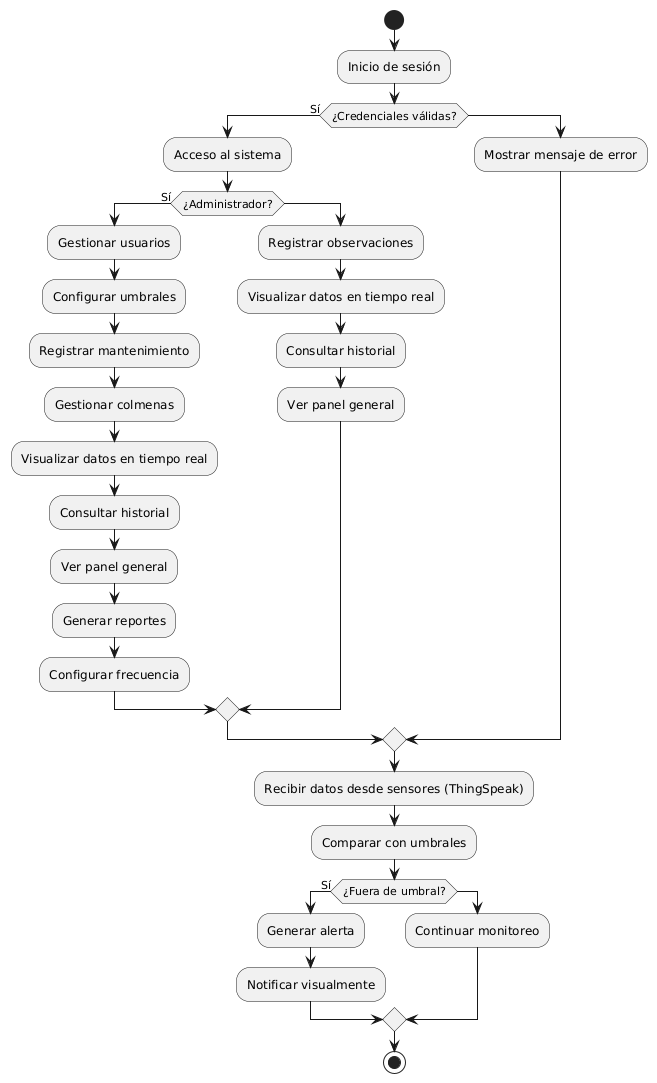 Inicio de sesión
Sí
¿Credenciales válidas?
Acceso al sistema
Mostrar mensaje de error
Sí
¿Administrador?
Gestionar usuarios
Registrar observaciones
Configurar umbrales
Visualizar datos en tiempo real
Registrar mantenimiento
Consultar historial
Gestionar colmenas
Ver panel general
Visualizar datos en tiempo real
Consultar historial
Ver panel general
Generar reportes
Configurar frecuencia
Recibir datos desde sensores (ThingSpeak)
Comparar con umbrales
Sí
¿Fuera de umbral?
Generar alerta
Continuar monitoreo
Notificar visualmente